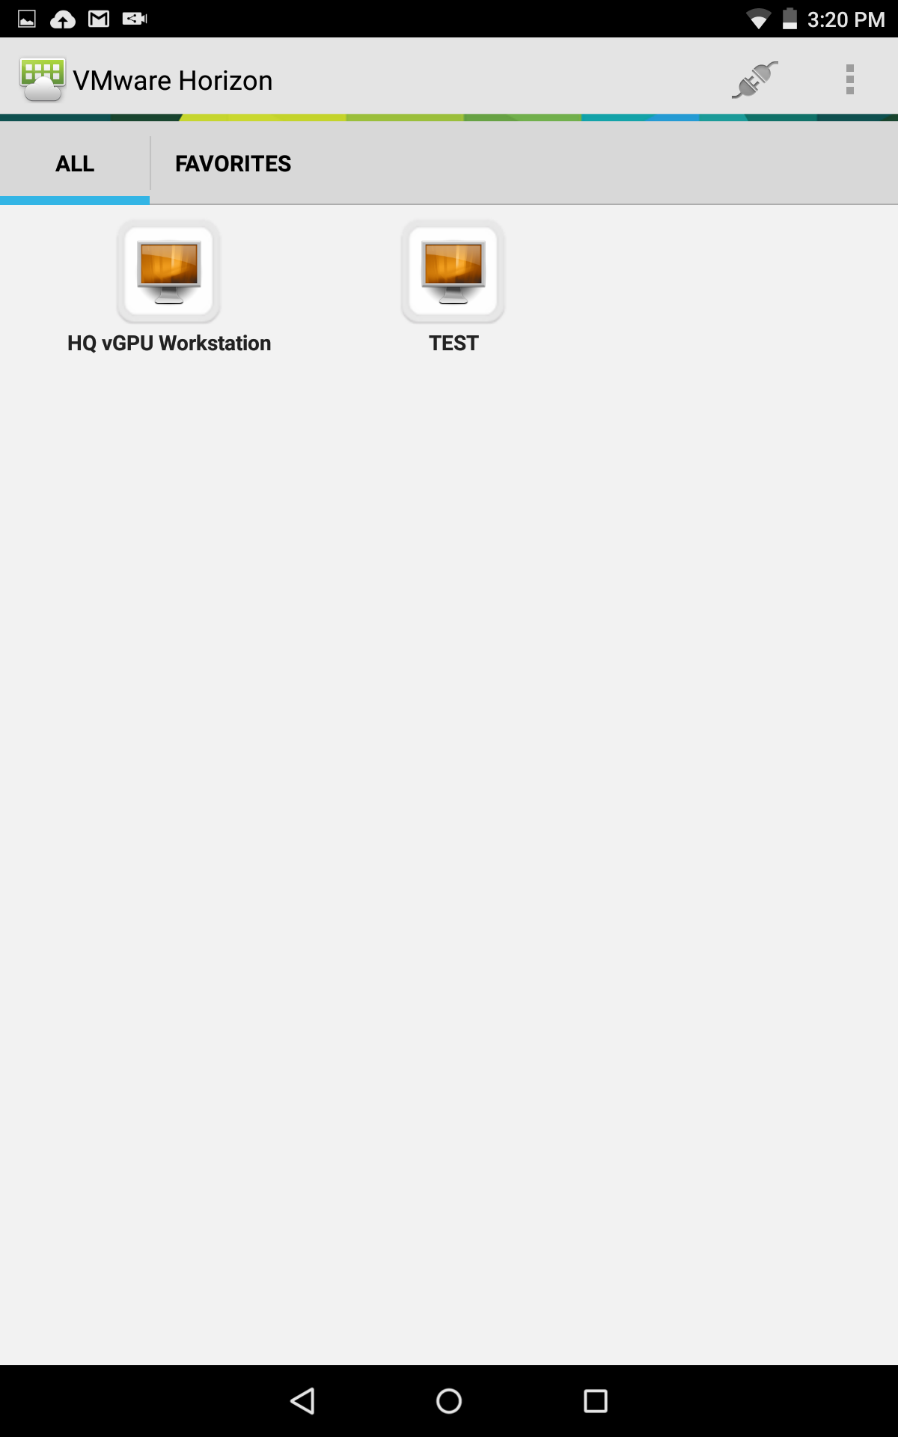 3:20 PM
VMware Horizon
ALL
FAVORITES
HQ vGPU Workstation
TEST